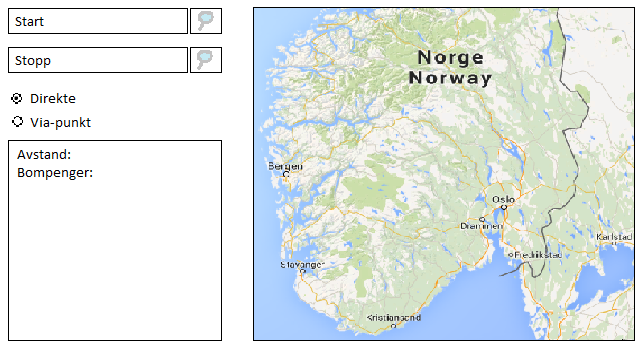 Start
Stopp
Direkte
Via-punkt
Avstand:
Bompenger:
Norge
Norway
Bergen
Oslo
Drammen
Karlstad
Fredrikstad
Stavanger
Kristiansand